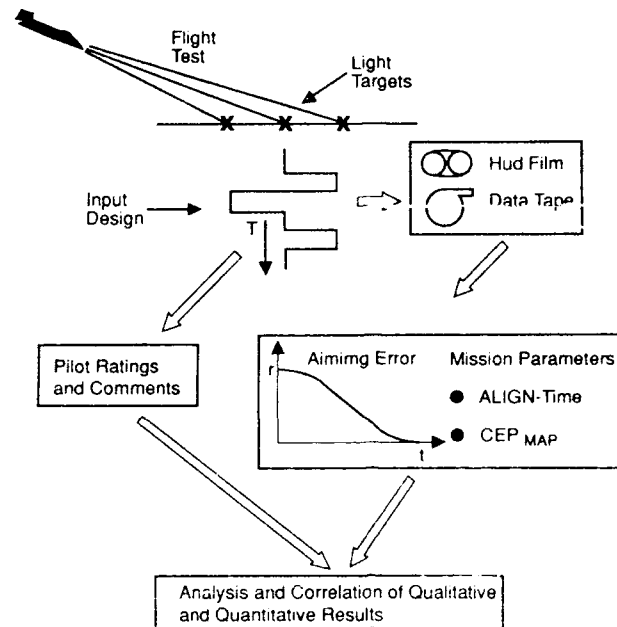 Flight
Test
Light
Targets
Input
Design
T
Hud Film
Data Tape
Pilot Ratings
and Comments
Aimirg Error
r
t
Mission Parameters
ALIGN-Time
CEP MAP
Analysis and Correlation of Qualitative
and Quantitative Results